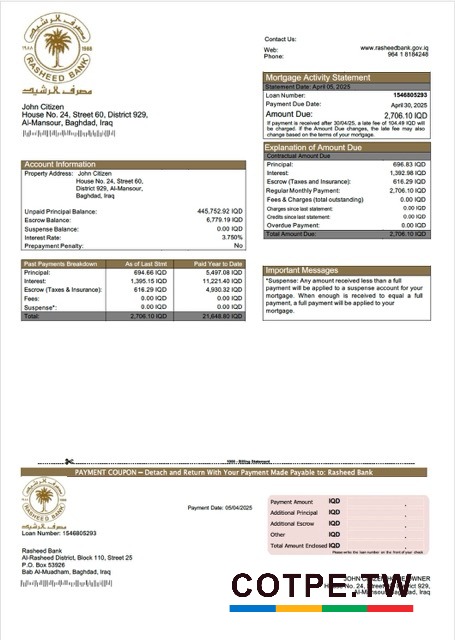 مصرف الرشيد
١٩٨٨ 1988
RASHEED BANK
مصرف الرشيد
Contact Us:
Web: www.rasheedbank.gov.iq
Phone: 964 1 8184248
John Citizen
House No. 24, Street 60, District 929,
Al-Mansour, Baghdad, Iraq
Mortgage Activity Statement
Statement Date: April 05, 2025
Loan Number: 1546805293
Payment Due Date: April 30, 2025
Amount Due: 2,706.10 IQD
If payment is received after 30/04/25, a late fee of 104.49 IQD will
be charged. If the Amount Due changes, the late fee may also
change based on the terms of your mortgage.
Account Information
Property Address: John Citizen
House No. 24, Street 60,
District 929, Al-Mansour,
Baghdad, Iraq
Unpaid Principal Balance: 445,752.92 IQD
Escrow Balance: 6,779.19 IQD
Suspense Balance: 0.00 IQD
Interest Rate: 3.750%
Prepayment Penalty: No
Explanation of Amount Due
Contractual Amount Due
Principal: 696.83 IQD
Interest: 1,392.98 IQD
Escrow (Taxes and Insurance): 616.29 IQD
Regular Monthly Payment: 2,706.10 IQD
Fees & Charges (total outstanding) 0.00 IQD
Charges since last statement: 0.00 IQD
Credits since last statement: 0.00 IQD
Overdue Payment: 0.00 IQD
Total Amount Due: 2,706.10 IQD
Past Payments Breakdown As of Last Stmt Paid Year to Date
Principal: 694.66 IQD 5,497.08 IQD
Interest: 1,395.15 IQD 11,221.40 IQD
Escrow (Taxes & Insurance): 616.29 IQD 4,930.32 IQD
Fees: 0.00 IQD 0.00 IQD
Suspense*: 0.00 IQD 0.00 IQD
Total: 2,706.10 IQD 21,648.80 IQD
Important Messages
*Suspense: Any amount received less than a full
payment will be applied to a suspense account for your
mortgage. When enough is received to equal a full
payment, a full payment will be applied to your
mortgage.
Billing Statement
PAYMENT COUPON – Detach and Return With Your Payment Made Payable to: Rasheed Bank
RASHEED BANK
مصرف الرشيد
Loan Number: 1546805293
Payment Date: 05/04/2025
Payment Amount IQD .
Additional Principal IQD .
Additional Escrow IQD .
Other IQD .
Total Amount Endosed IQD .
Please write the loan number on the front of your check
Rasheed Bank
Al-Rasheed District, Block 110, Street 25
P.O. Box 53926
Bab Al-Muadham, Baghdad, Iraq
COTPE.TW